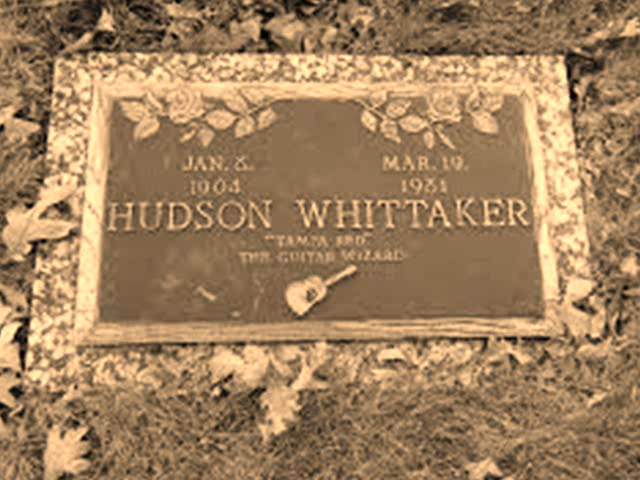 JAN. 8. MAR. 19.
1904 1981
HUDSON WHITTAKER
"TAMPA RED"
THE GUITAR WIZARD